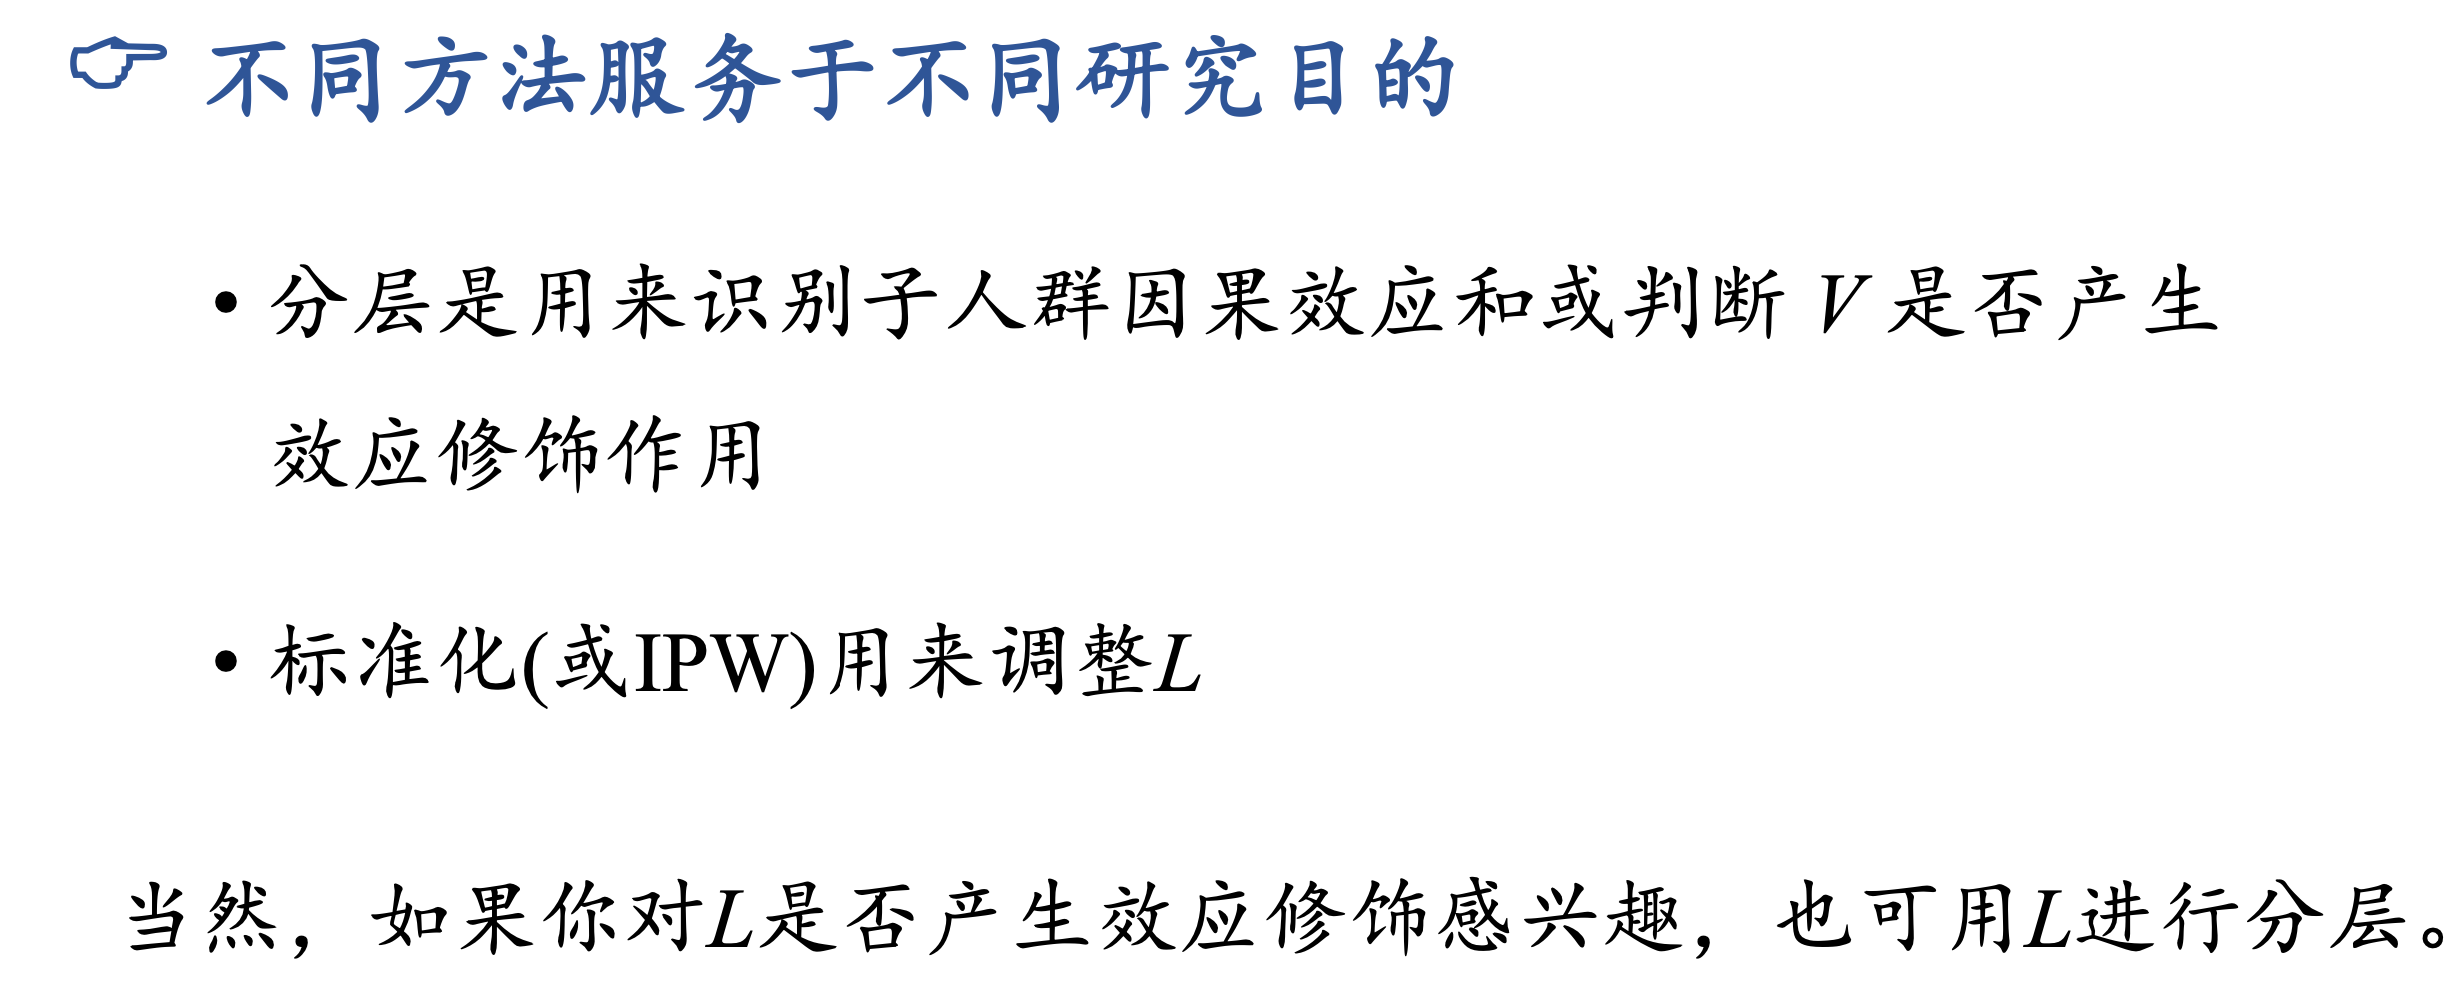 不同方法服务于不同研究目的
• 分层是用来识别子人群因果效应和或判断 V 是否产生
效应修饰作用
• 标准化(或IPW)用来调整L
当然，如果你对L是否产生效应修饰感兴趣，也可用L进行分层。